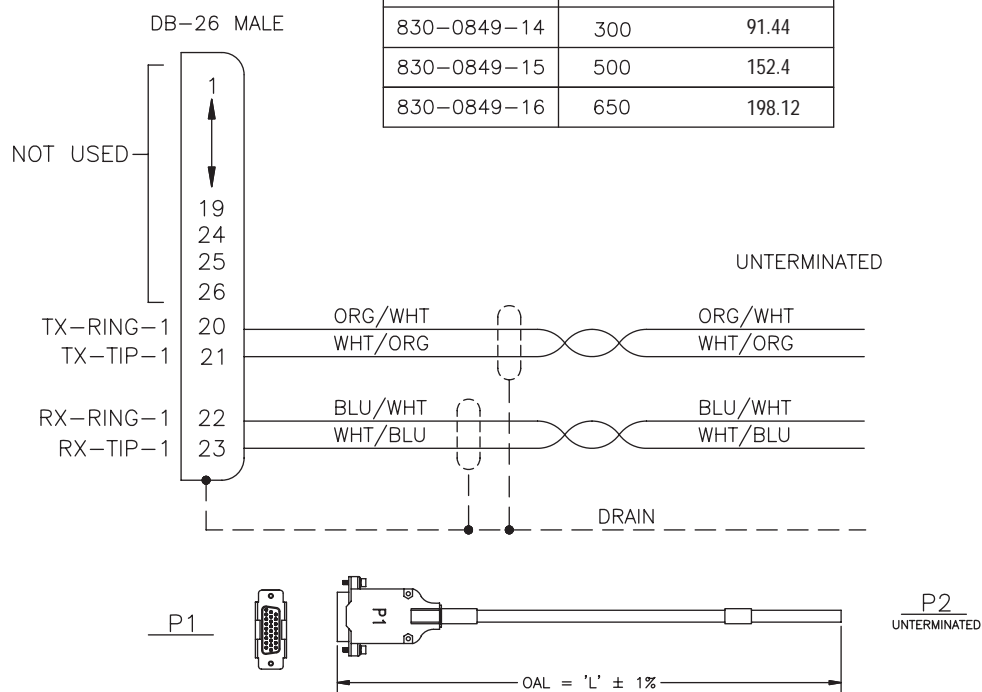 DB-26 MALE
830-0849-14 300 91.44
830-0849-15 500 152.4
830-0849-16 650 198.12
1
NOT USED
19
24
25
26
UNTERMINATED
TX-RING-1 20 ORG/WHT ORG/WHT
TX-TIP-1 21 WHT/ORG WHT/ORG
RX-RING-1 22 BLU/WHT BLU/WHT
RX-TIP-1 23 WHT/BLU WHT/BLU
DRAIN
P1
P1
P2
UNTERMINATED
OAL = 'L' ± 1%